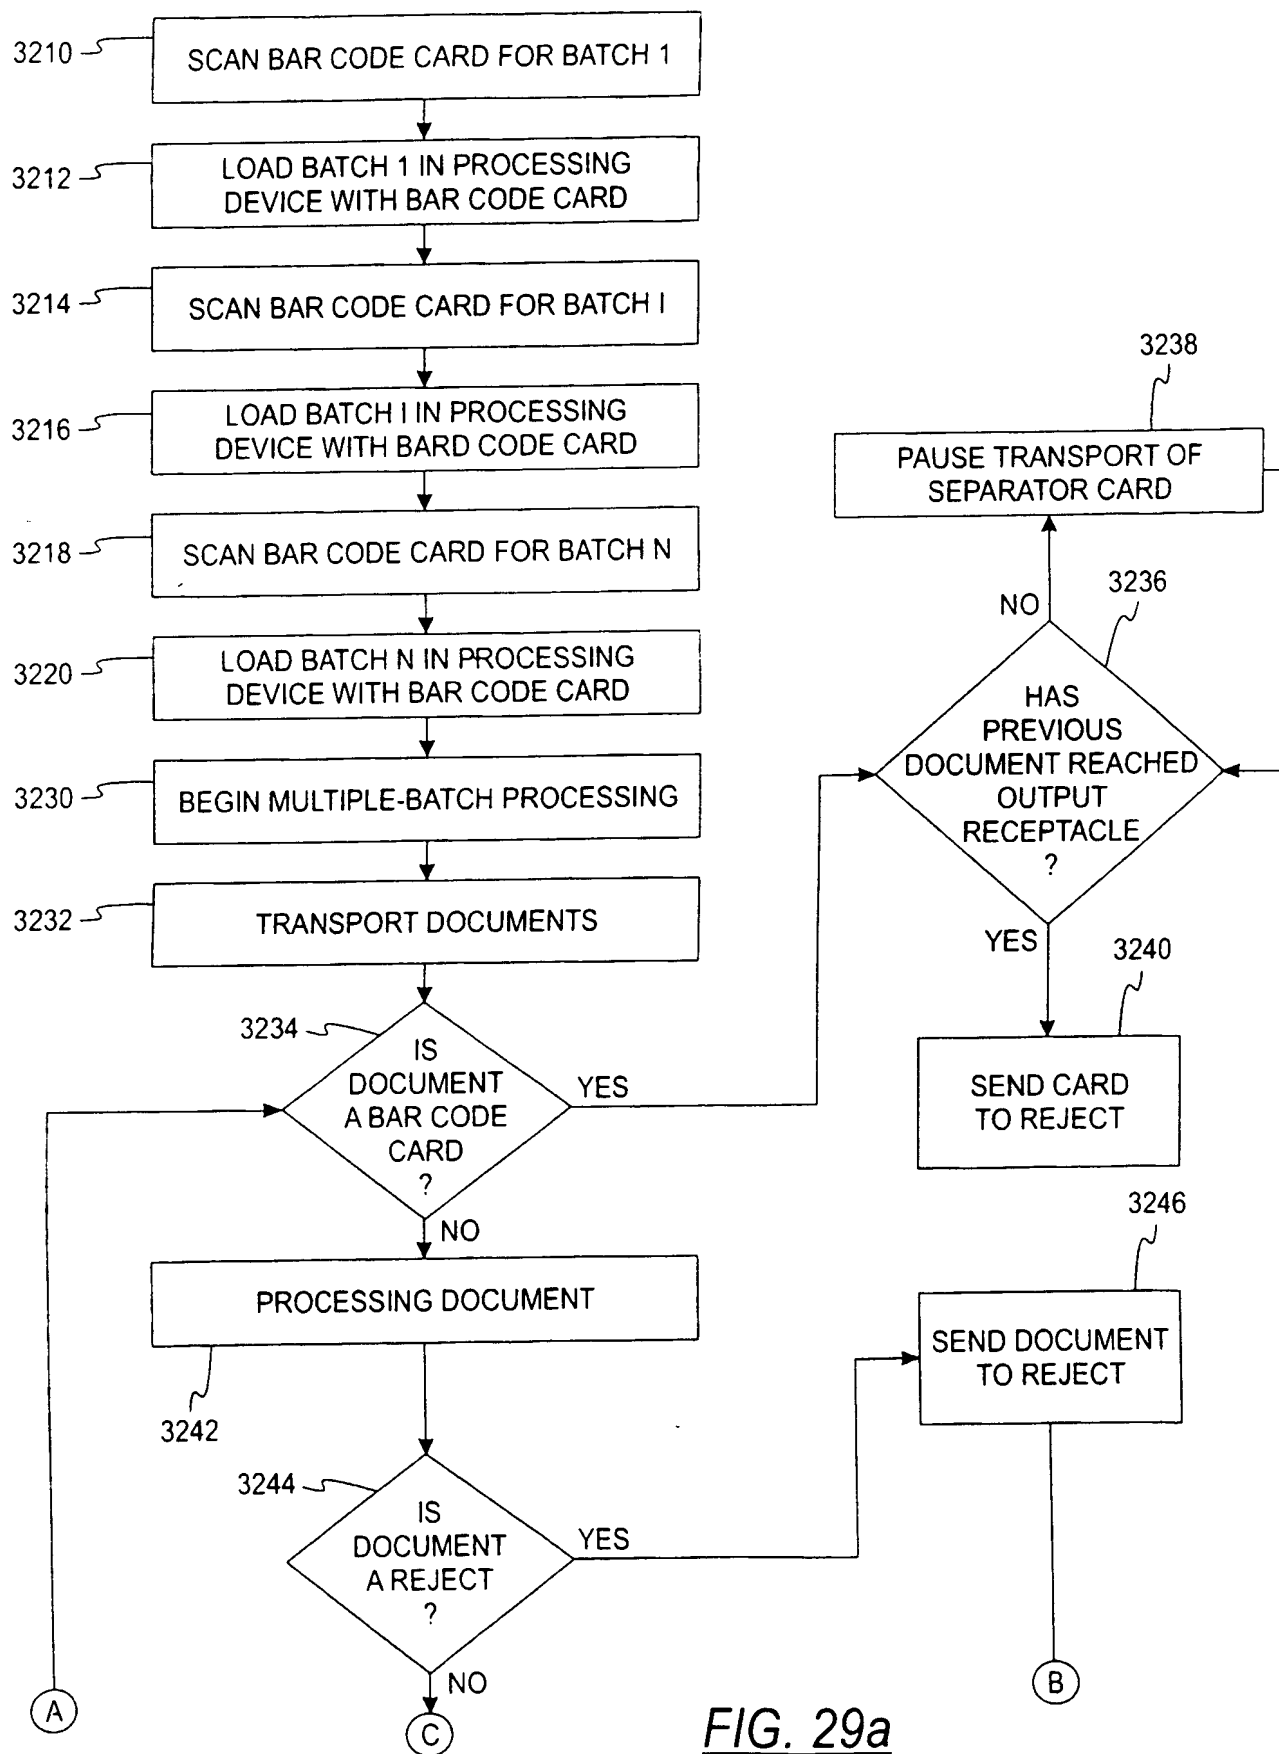 3210
SCAN BAR CODE CARD FOR BATCH 1
3212
LOAD BATCH 1 IN PROCESSING
DEVICE WITH BAR CODE CARD
3214
SCAN BAR CODE CARD FOR BATCH I
3216
LOAD BATCH I IN PROCESSING
DEVICE WITH BARD CODE CARD
3218
SCAN BAR CODE CARD FOR BATCH N
3220
LOAD BATCH N IN PROCESSING
DEVICE WITH BAR CODE CARD
3230
BEGIN MULTIPLE-BATCH PROCESSING
3232
TRANSPORT DOCUMENTS
3234
IS
DOCUMENT
A BAR CODE
CARD
?
YES
NO
3238
PAUSE TRANSPORT OF
SEPARATOR CARD
NO
3236
HAS
PREVIOUS
DOCUMENT REACHED
OUTPUT
RECEPTACLE
?
YES
3240
SEND CARD
TO REJECT
PROCESSING DOCUMENT
3242
3244
IS
DOCUMENT
A REJECT
?
YES
NO
3246
SEND DOCUMENT
TO REJECT
A
C
B
FIG. 29a